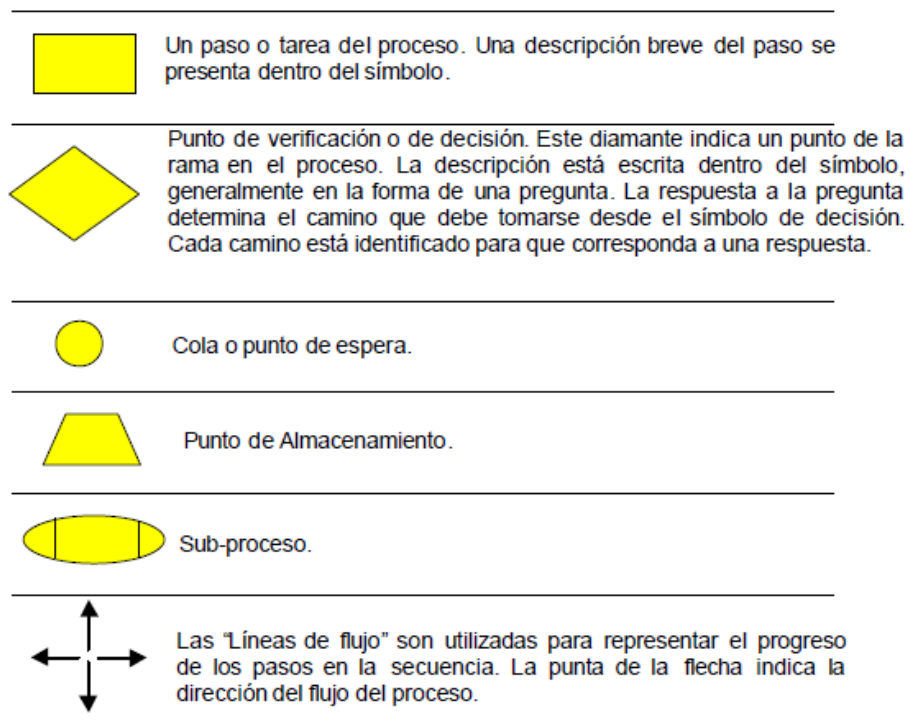 Un paso o tarea del proceso. Una descripción breve del paso se
presenta dentro del símbolo.
Punto de verificación o de decisión. Este diamante indica un punto de la
rama en el proceso. La descripción está escrita dentro del símbolo,
generalmente en la forma de una pregunta. La respuesta a la pregunta
determina el camino que debe tomarse desde el símbolo de decisión.
Cada camino está identificado para que corresponda a una respuesta.
Cola o punto de espera.
Punto de Almacenamiento.
Sub-proceso.
Las “Líneas de flujo” son utilizadas para representar el progreso
de los pasos en la secuencia. La punta de la flecha indica la
dirección del flujo del proceso.